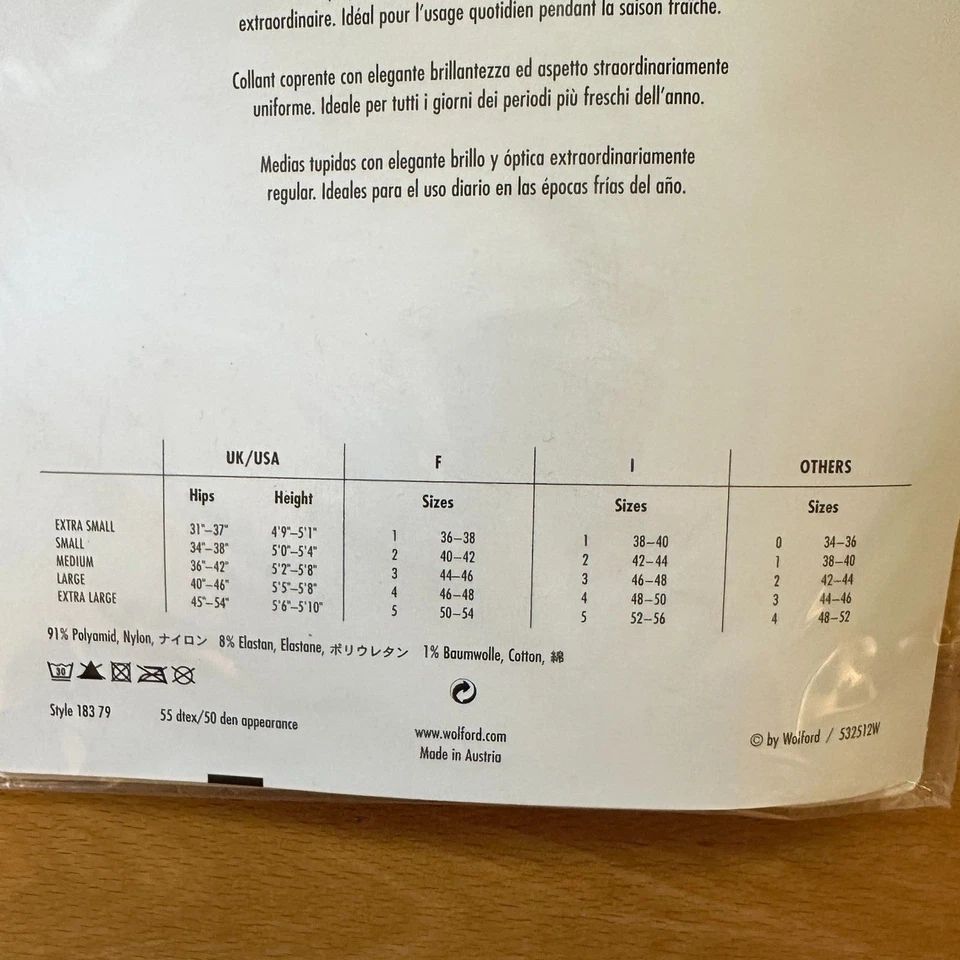 extraordinaire. Idéal pour l'usage quotidien pendant la saison fraîche.
Collant coprente con elegante brillantezza ed aspetto straordinariamente
uniforme. Ideale per tutti i giorni dei periodi più freschi dell'anno.
Medias tupidas con elegante brillo y óptica extraordinariamente
regular. Ideales para el uso diario en las épocas frías del año.
UK/USA F I OTHERS
Hips Height Sizes Sizes Sizes
EXTRA SMALL 31"–37" 4'9"–5'1" 1 36–38 1 38–40 0 34–36
SMALL 34"–38" 5'0"–5'4" 2 40–42 2 42–44 1 38–40
MEDIUM 36"–42" 5'2"–5'8" 3 44–46 3 46–48 2 42–44
LARGE 40"–46" 5'5"–5'8" 4 46–48 4 48–50 3 44–46
EXTRA LARGE 45"–54" 5'6"–5'10" 5 50–54 5 52–56 4 48–52
91% Polyamid, Nylon, ナイロン 8% Elastan, Elastane, ポリウレタン 1% Baumwolle, Cotton, 綿
30
Style 183 79 55 dtex/50 den appearance
www.wolford.com
Made in Austria
© by Wolford / 532512W